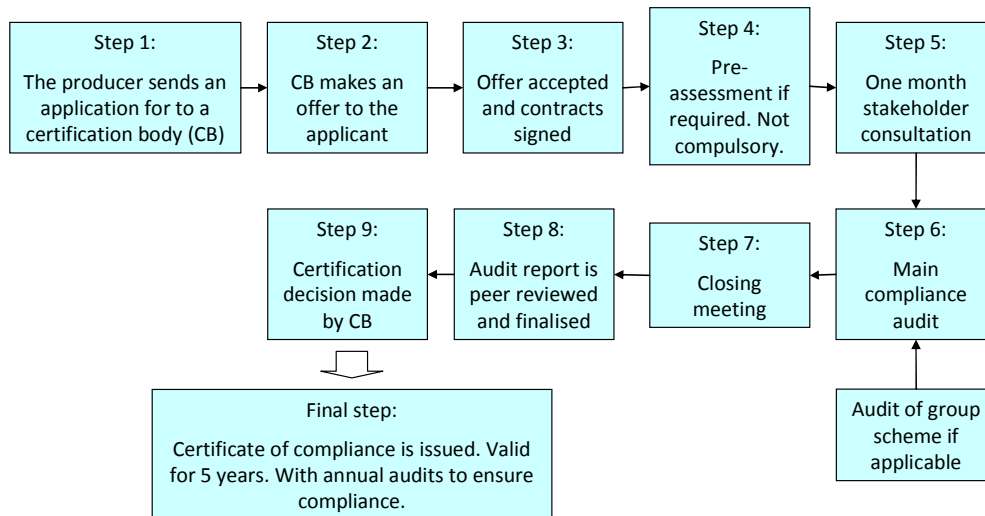 Step 1:
The producer sends an
application for to a
certification body (CB)
Step 2:
CB makes an
offer to the
applicant
Step 3:
Offer accepted
and contracts
signed
Step 4:
Pre-
assessment if
required. Not
compulsory.
Step 5:
One month
stakeholder
consultation
Step 6:
Main
compliance
audit
Audit of group
scheme if
applicable
Step 7:
Closing
meeting
Step 8:
Audit report is
peer reviewed
and finalised
Step 9:
Certification
decision made
by CB
Final step:
Certificate of compliance is issued. Valid
for 5 years. With annual audits to ensure
compliance.